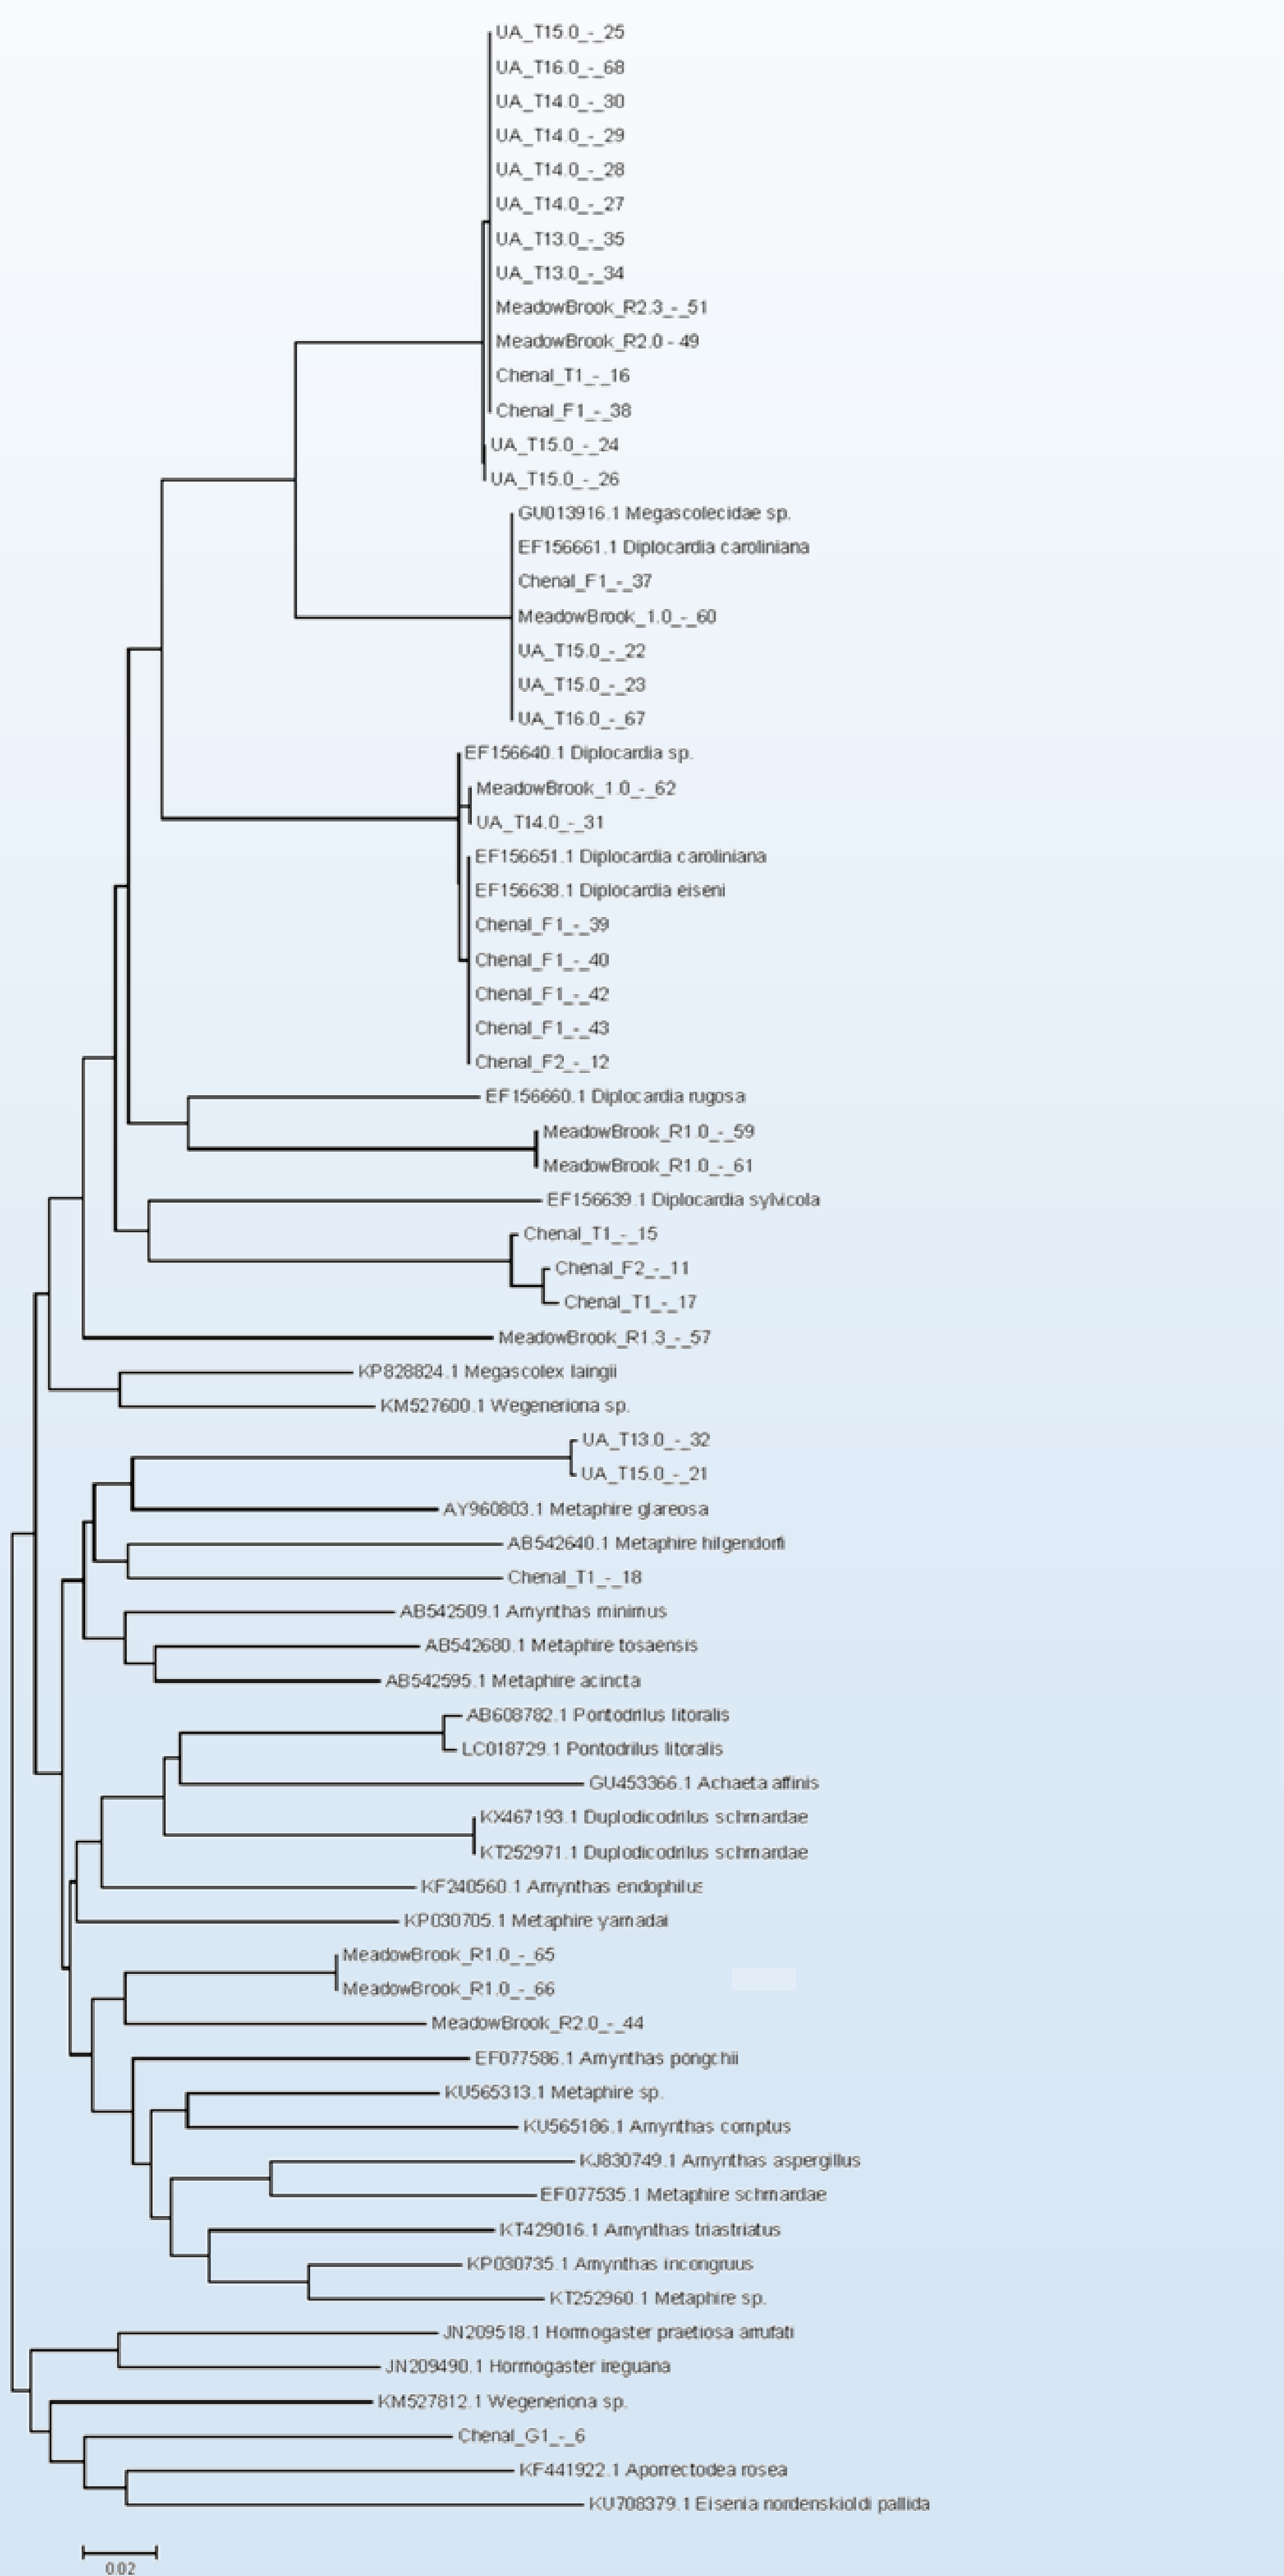 UA_T15.0_-_25
UA_T16.0_-_68
UA_T14.0_-_30
UA_T14.0_-_29
UA_T14.0_-_28
UA_T14.0_-_27
UA_T13.0_-_35
UA_T13.0_-_34
MeadowBrook_R2.3_-_51
MeadowBrook_R2.0 - 49
Chenal_T1_-_16
Chenal_F1_-_38
UA_T15.0_-_24
UA_T15.0_-_26
GU013916.1 Megascolecidae sp.
EF156661.1 Diplocardia caroliniana
Chenal_F1_-_37
MeadowBrook_1.0_-_60
UA_T15.0_-_22
UA_T15.0_-_23
UA_T16.0_-_67
EF156640.1 Diplocardia sp.
MeadowBrook_1.0_-_62
UA_T14.0_-_31
EF156651.1 Diplocardia caroliniana
EF156638.1 Diplocardia eiseni
Chenal_F1_-_39
Chenal_F1_-_40
Chenal_F1_-_42
Chenal_F1_-_43
Chenal_F2_-_12
EF156660.1 Diplocardia rugosa
MeadowBrook_R1.0_-_59
MeadowBrook_R1.0_-_61
EF156639.1 Diplocardia sylvicola
Chenal_T1_-_15
Chenal_F2_-_11
Chenal_T1_-_17
MeadowBrook_R1.3_-_57
KP828824.1 Megascolex laingii
KM527600.1 Wegeneriona sp.
UA_T13.0_-_32
UA_T15.0_-_21
AY960803.1 Metaphire glareosa
AB542640.1 Metaphire hilgendorfi
Chenal_T1_-_18
AB542509.1 Amynthas minimus
AB542680.1 Metaphire tosaensis
AB542595.1 Metaphire acincta
AB608782.1 Pontodrilus litoralis
LC018729.1 Pontodrilus litoralis
GU453366.1 Achaeta affinis
KX467193.1 Duplodicodrilus schmardae
KT252971.1 Duplodicodrilus schmardae
KF240560.1 Amynthas endophilus
KP030705.1 Metaphire yamadai
MeadowBrook_R1.0_-_65
MeadowBrook_R1.0_-_66
MeadowBrook_R2.0_-_44
EF077586.1 Amynthas pongchii
KU565313.1 Metaphire sp.
KU565186.1 Amynthas comptus
KJ830749.1 Amynthas aspergillus
EF077535.1 Metaphire schmardae
KT429016.1 Amynthas triastriatus
KP030735.1 Amynthas incongruus
KT252960.1 Metaphire sp.
JN209518.1 Hormogaster praetiosa arrufati
JN209490.1 Hormogaster ireguana
KM527812.1 Wegeneriona sp.
Chenal_G1_-_6
KF441922.1 Aporrectodea rosea
KU708379.1 Eisenia nordenskioldi pallida
0.02